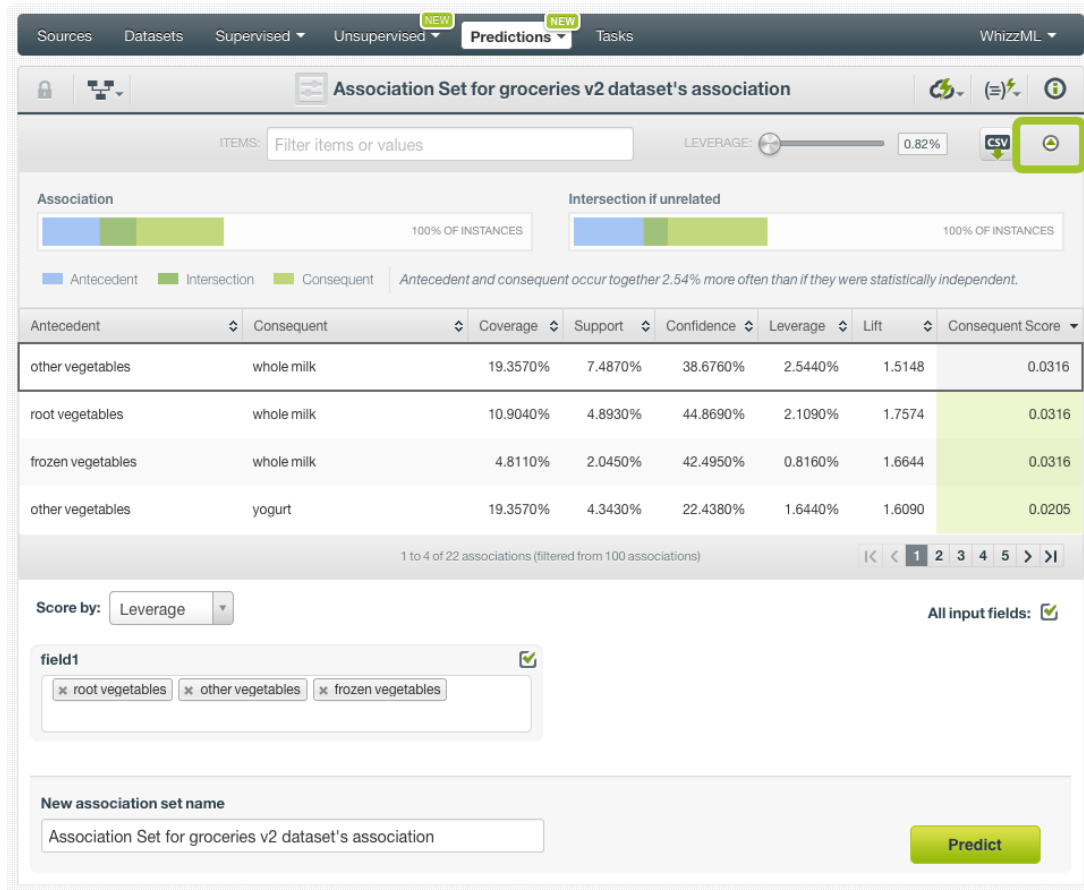 NEW NEW
Sources Datasets Supervised Unsupervised Predictions Tasks WhizzML
Association Set for groceries v2 dataset's association
ITEMS: Filter items or values LEVERAGE: 0.82% CSV
Association Intersection if unrelated
100% OF INSTANCES 100% OF INSTANCES
Antecedent Intersection Consequent Antecedent and consequent occur together 2.54% more often than if they were statistically independent.
Antecedent Consequent Coverage Support Confidence Leverage Lift Consequent Score
other vegetables whole milk 19.3570% 7.4870% 38.6760% 2.5440% 1.5148 0.0316
root vegetables whole milk 10.9040% 4.8930% 44.8690% 2.1090% 1.7574 0.0316
frozen vegetables whole milk 4.8110% 2.0450% 42.4950% 0.8160% 1.6644 0.0316
other vegetables yogurt 19.3570% 4.3430% 22.4380% 1.6440% 1.6090 0.0205
1 to 4 of 22 associations (filtered from 100 associations) 1 2 3 4 5
Score by: Leverage All input fields:
field1
root vegetables other vegetables frozen vegetables
New association set name
Association Set for groceries v2 dataset's association
Predict